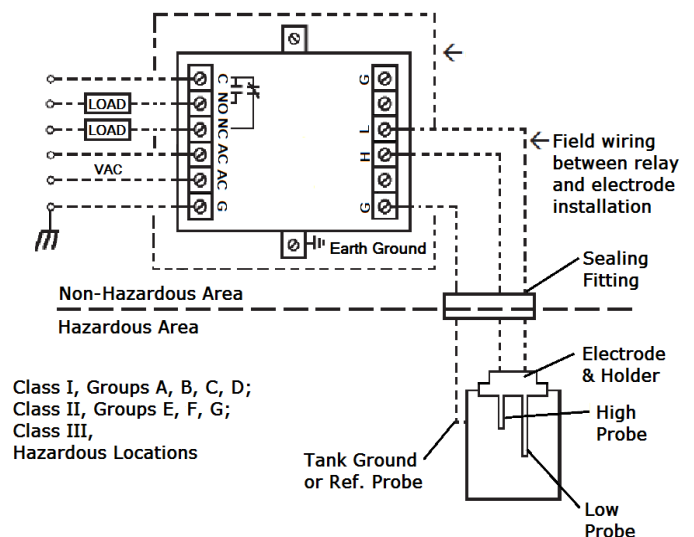 C
NO
NC
AC
AC
G
G
L
H
G
LOAD
LOAD
VAC
Earth Ground
Field wiring
between relay
and electrode
installation
Sealing
Fitting
Non-Hazardous Area
Hazardous Area
Electrode
& Holder
Class I, Groups A, B, C, D;
Class II, Groups E, F, G;
Class III,
Hazardous Locations
High
Probe
Tank Ground
or Ref. Probe
Low
Probe